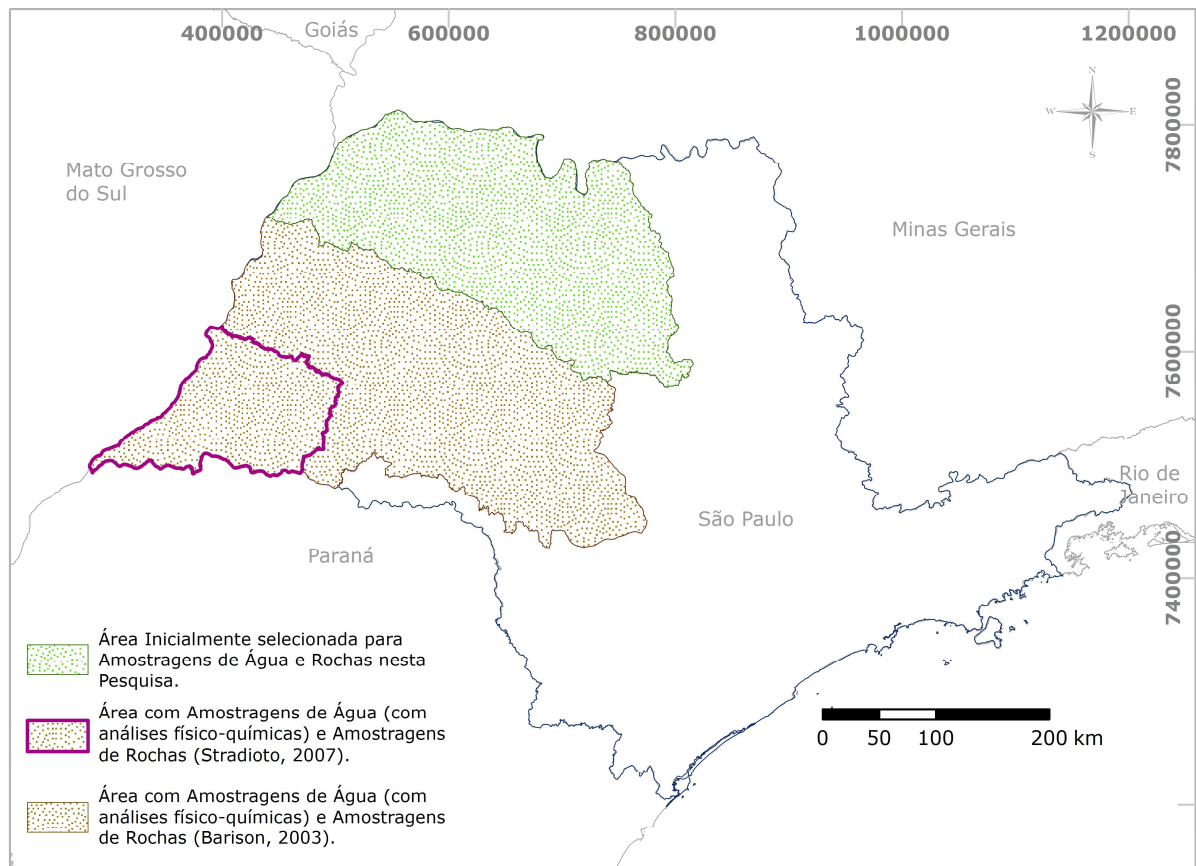 Goiás
400000 600000 800000 1000000 1200000
N
W E
S
7800000
Mato Grosso
do Sul
Minas Gerais
7600000
Rio de
Janeiro
São Paulo
Paraná
7400000
Área Inicialmente selecionada para
Amostragens de Água e Rochas nesta
Pesquisa.
Área com Amostragens de Água (com
análises físico-químicas) e Amostragens
de Rochas (Stradioto, 2007).
Área com Amostragens de Água (com
análises físico-químicas) e Amostragens
de Rochas (Barison, 2003).
0 50 100 200 km